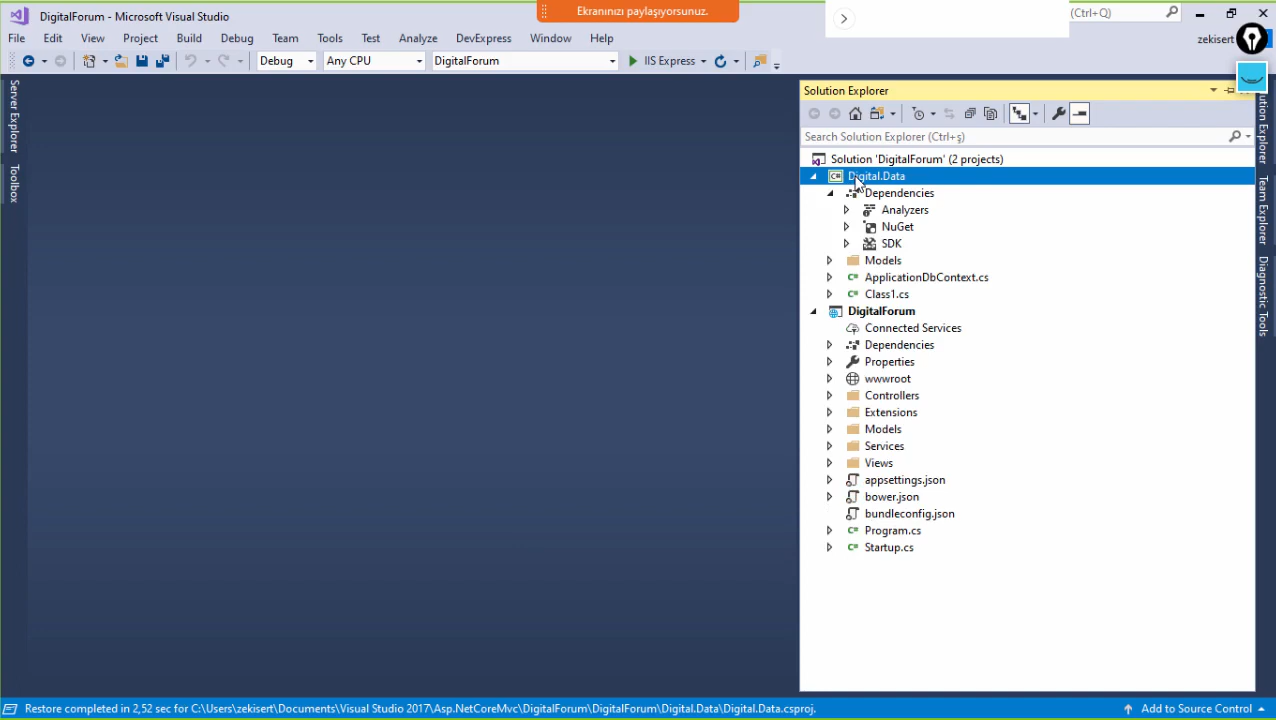 DigitalForum - Microsoft Visual Studio
Ekranınızı paylaşıyorsunuz.
(Ctrl+Q)
File Edit View Project Build Debug Team Tools Test Analyze DevExpress Window Help
zekisert
Debug Any CPU DigitalForum IIS Express
Server Explorer
Toolbox
Solution Explorer
Search Solution Explorer (Ctrl+ş)
Solution 'DigitalForum' (2 projects)
Digital.Data
Dependencies
Analyzers
NuGet
SDK
Models
ApplicationDbContext.cs
Class1.cs
DigitalForum
Connected Services
Dependencies
Properties
wwwroot
Controllers
Extensions
Models
Services
Views
appsettings.json
bower.json
bundleconfig.json
Program.cs
Startup.cs
Team Explorer
Diagnostic Tools
Restore completed in 2,52 sec for C:\Users\zekisert\Documents\Visual Studio 2017\Asp.NetCoreMvc\DigitalForum\DigitalForum\Digital.Data\Digital.Data.csproj.
Add to Source Control